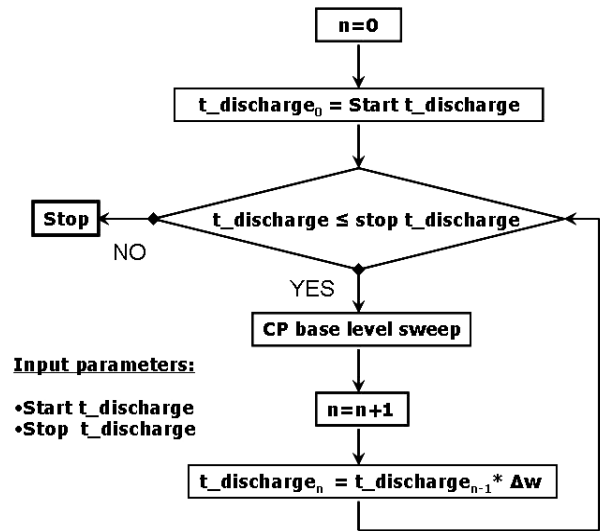 n=0
t_discharge₀ = Start t_discharge
t_discharge ≤ stop t_discharge
Stop
NO
YES
CP base level sweep
Input parameters:
•Start t_discharge
•Stop t_discharge
n=n+1
t_dischargeₙ = t_dischargeₙ₋₁* Δw